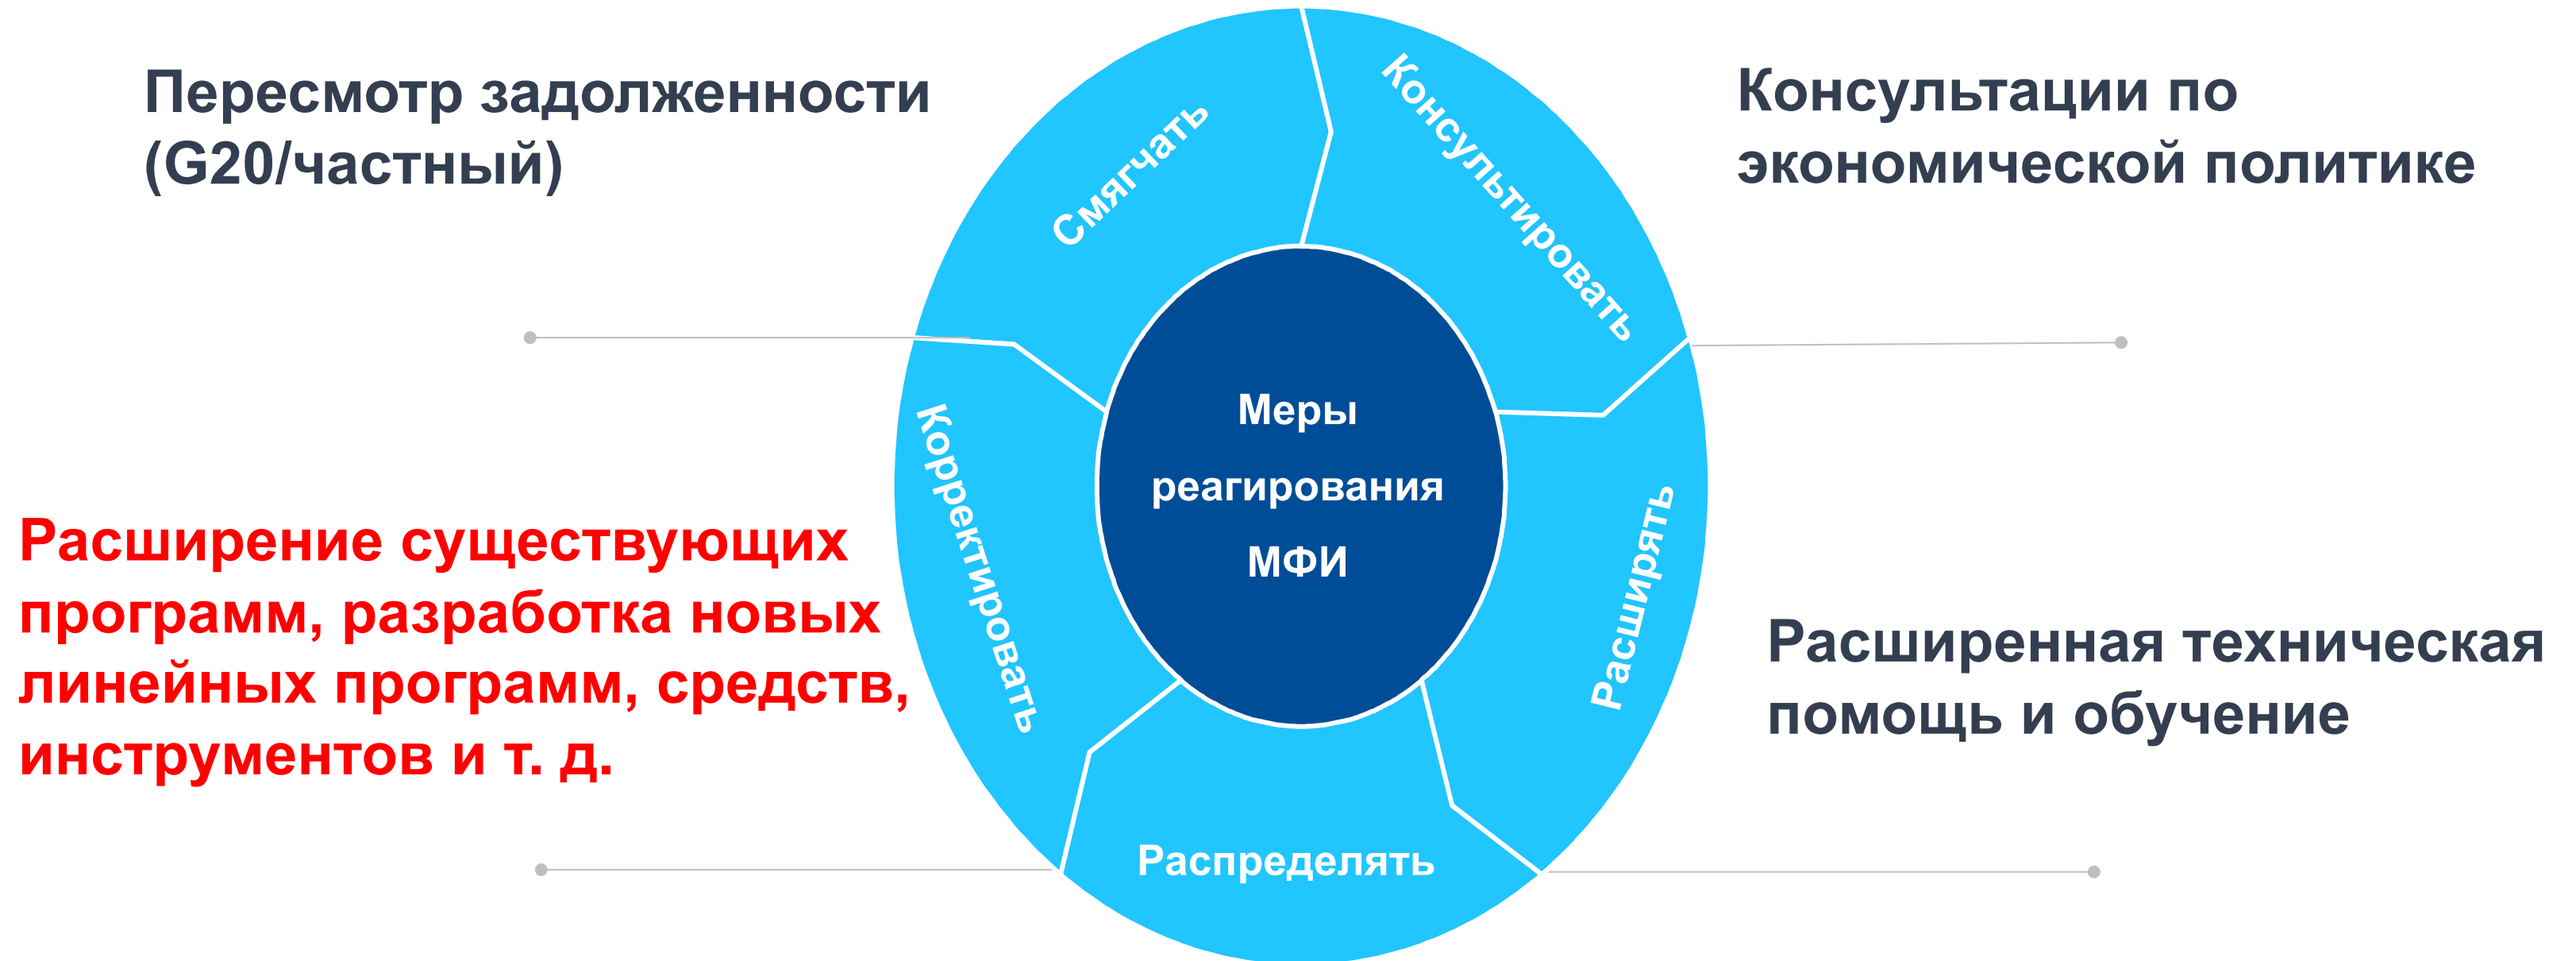 Пересмотр задолженности
(G20/частный)
Консультации по
экономической политике
Смягчать
Консультировать
Меры
реагирования
МФИ
Корректировать
Расширять
Распределять
Расширение существующих
программ, разработка новых
линейных программ, средств,
инструментов и т. д.
Расширенная техническая
помощь и обучение